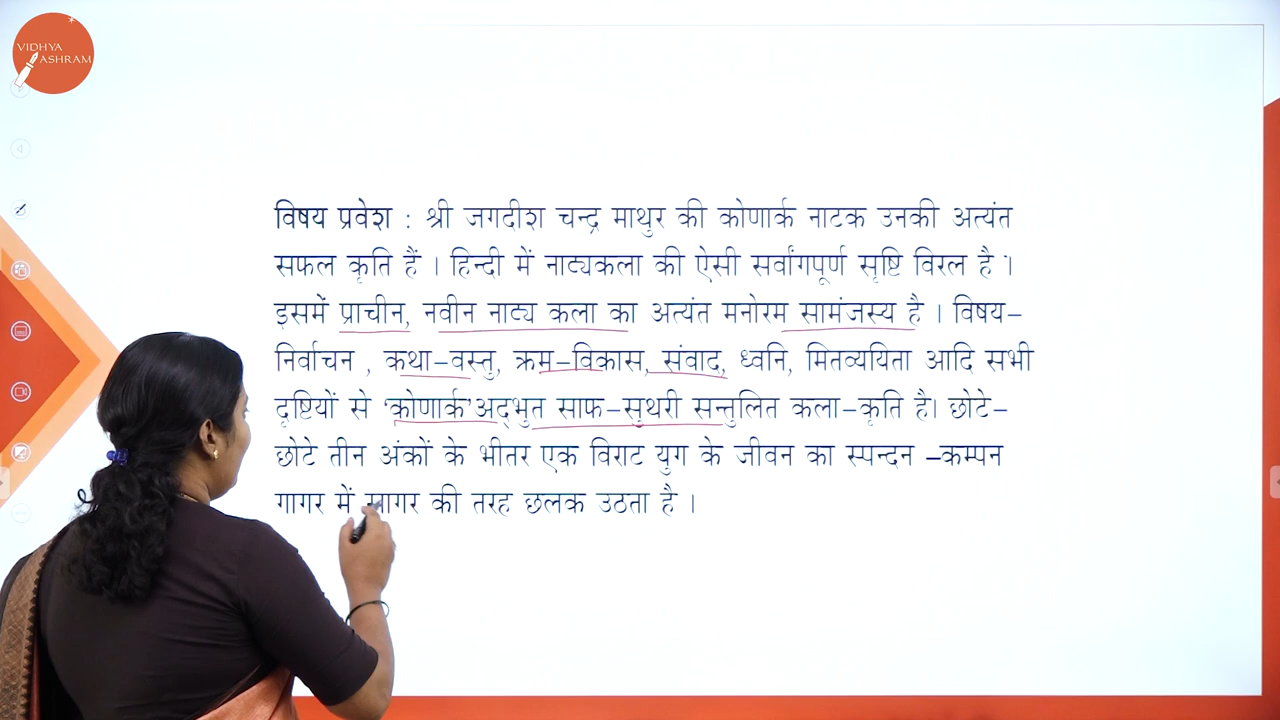 VIDHYA
ASHRAM
विषय प्रवेश : श्री जगदीश चन्द्र माथुर की कोणार्क नाटक उनकी अत्यंत
सफल कृति हैं । हिन्दी में नाट्यकला की ऐसी सर्वांगपूर्ण सृष्टि विरल है ।
इसमें प्राचीन, नवीन नाट्य कला का अत्यंत मनोरम सामंजस्य है । विषय–
निर्वाचन , कथा–वस्तु, क्रम–विकास, संवाद, ध्वनि, मितव्ययिता आदि सभी
दृष्टियों से 'कोणार्क'अद्भुत साफ–सुथरी सन्तुलित कला–कृति है। छोटे–
छोटे तीन अंकों के भीतर एक विराट युग के जीवन का स्पन्दन –कम्पन
गागर में सागर की तरह छलक उठता है ।